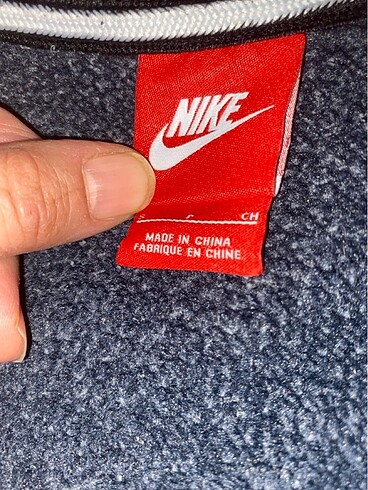 NIKE
S P CH
MADE IN CHINA
FABRIQUE EN CHINE